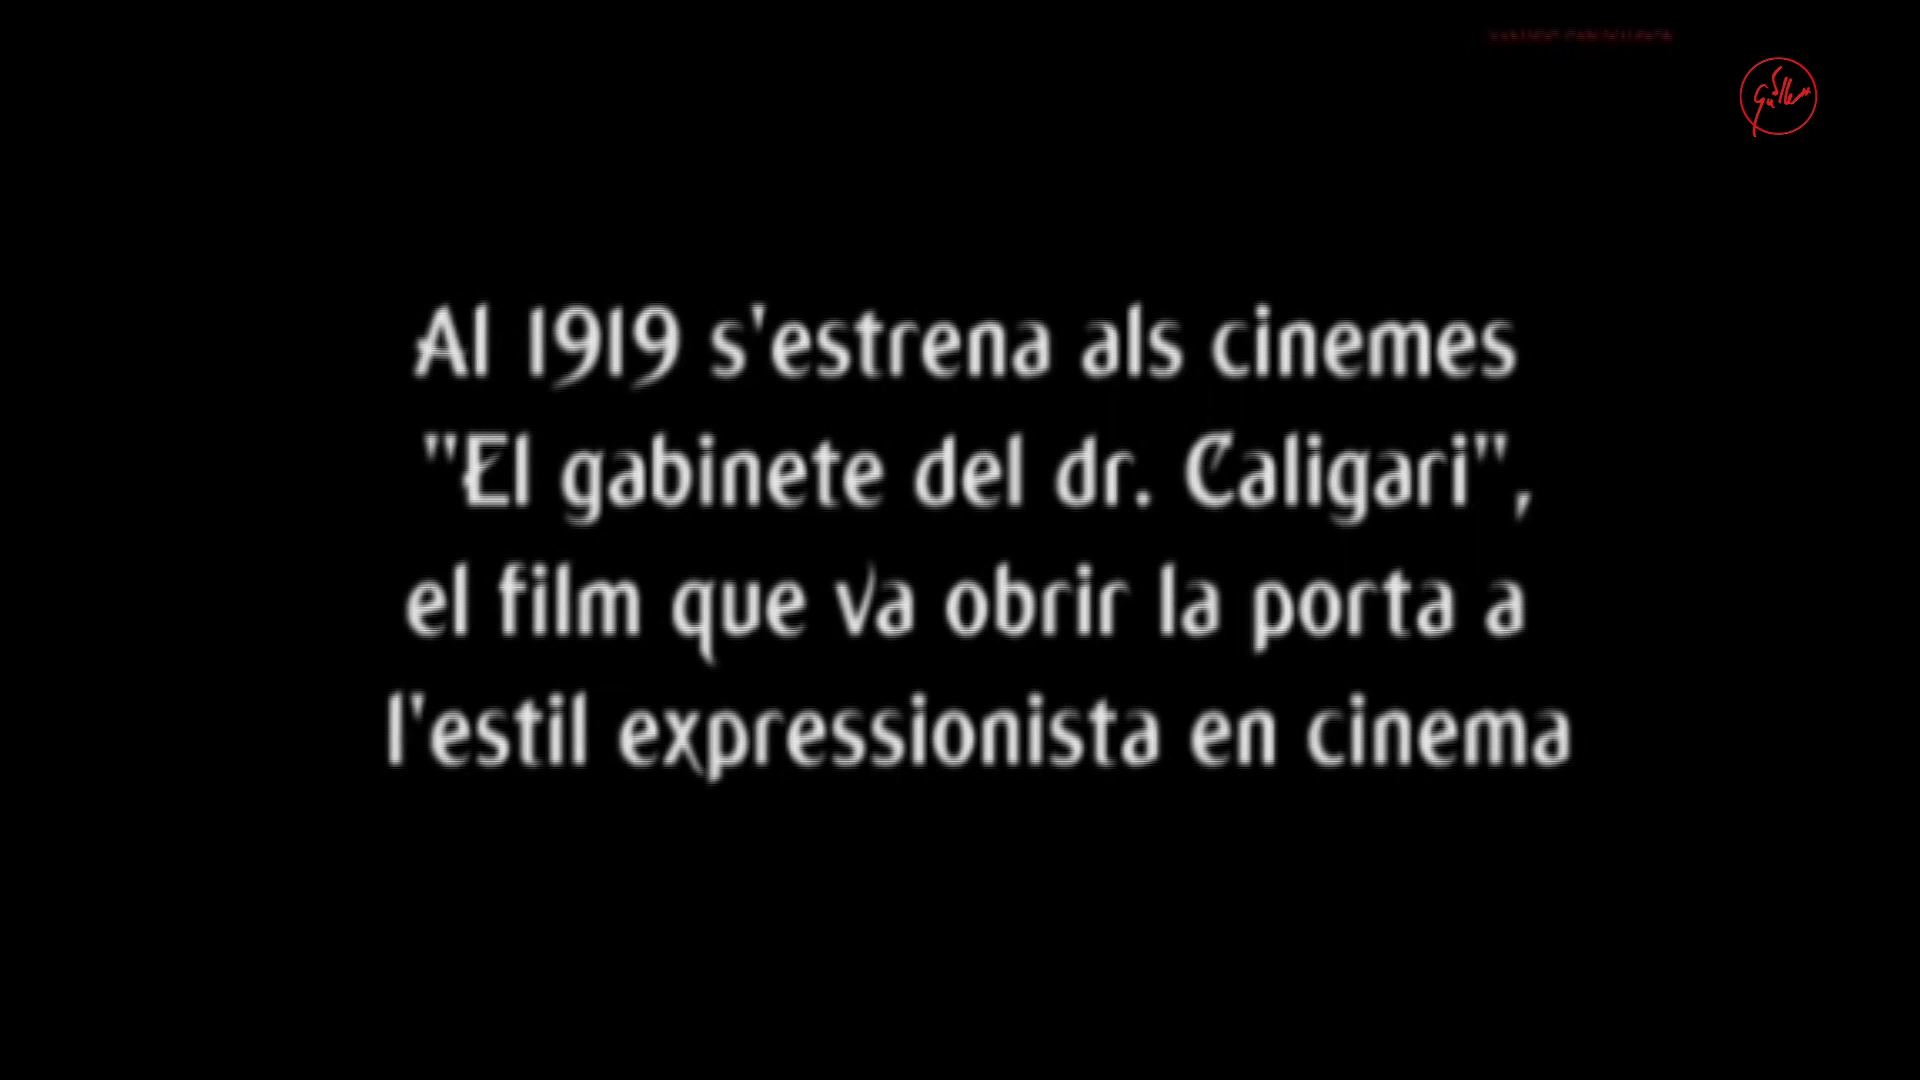 Al 1919 s'estrena als cinemes
"El gabinete del dr. Caligari",
el film que va obrir la porta a
l'estil expressionista en cinema